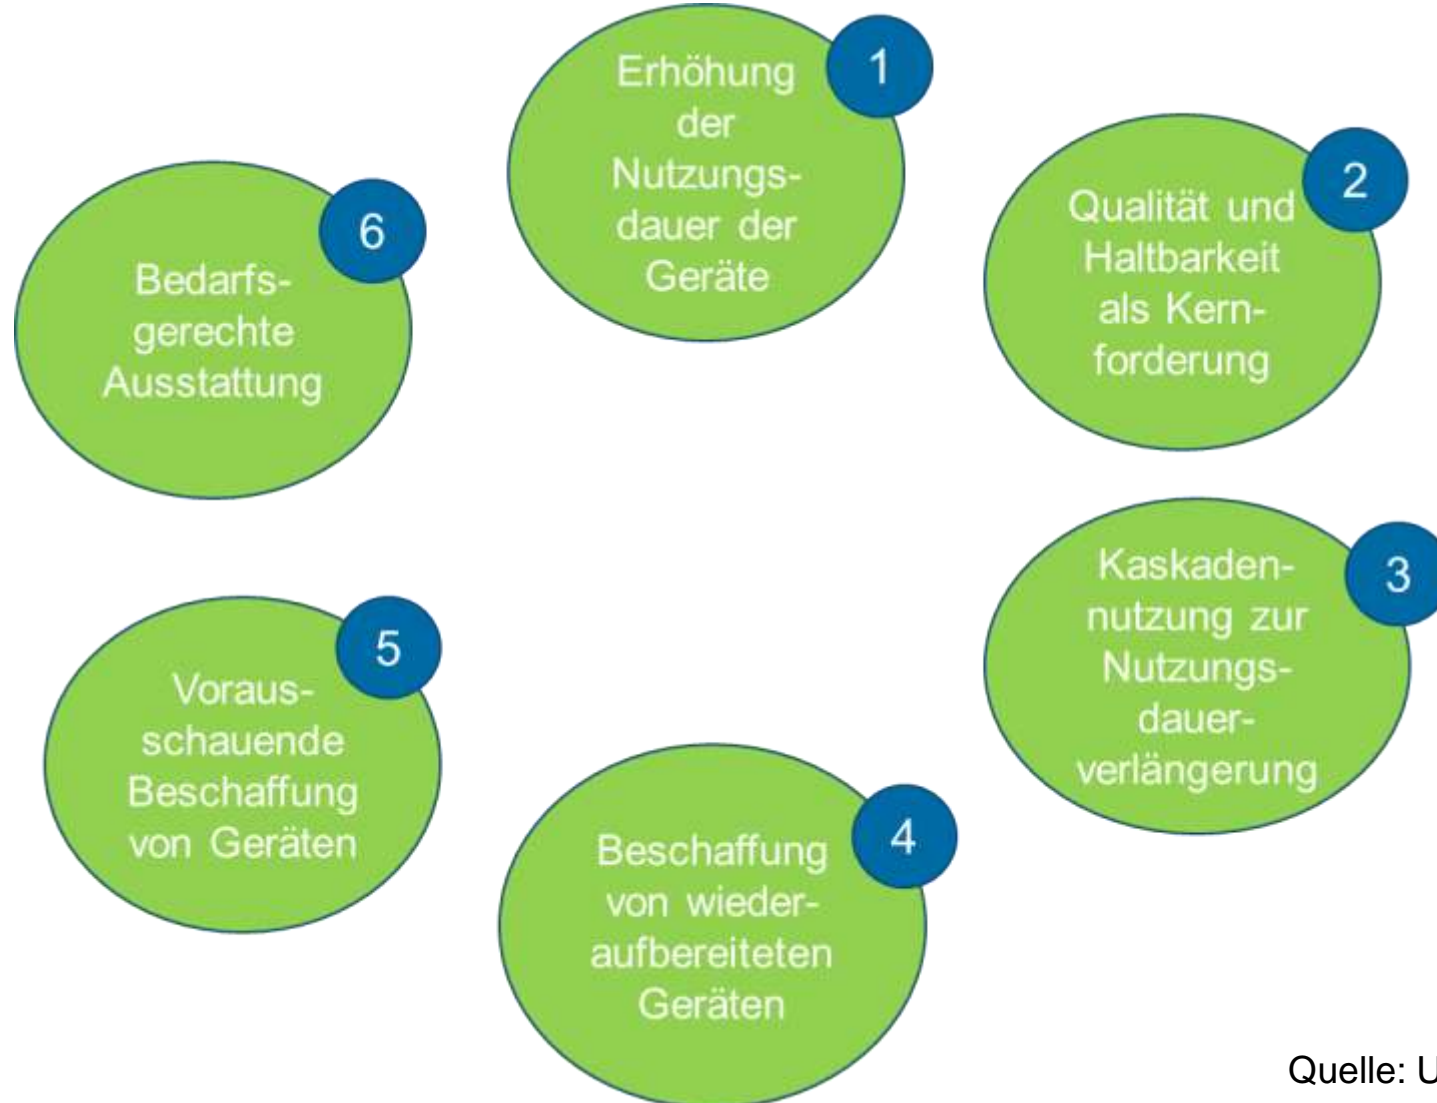 1
Erhöhung
der
Nutzungs-
dauer der
Geräte
2
Qualität und
Haltbarkeit
als Kern-
forderung
3
Kaskaden-
nutzung zur
Nutzungs-
dauer-
verlängerung
4
Beschaffung
von wieder-
aufbereiteten
Geräten
5
Voraus-
schauende
Beschaffung
von Geräten
6
Bedarfs-
gerechte
Ausstattung
Quelle: